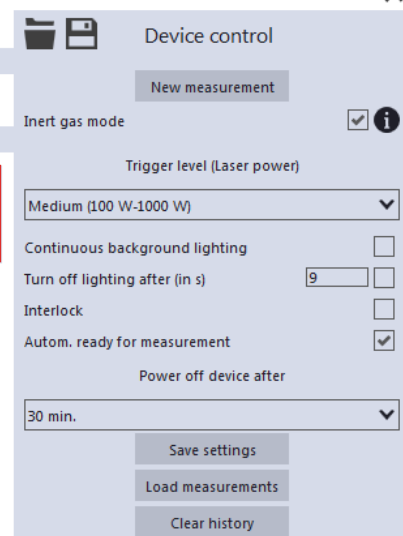 Device control
New measurement
Inert gas mode
Trigger level (Laser power)
Medium (100 W-1000 W)
Continuous background lighting
Turn off lighting after (in s) 9
Interlock
Autom. ready for measurement
Power off device after
30 min.
Save settings
Load measurements
Clear history